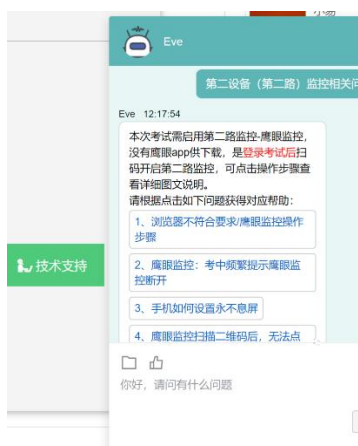 小易
Eve
第二设备（第二路）监控相关问
Eve 12:17:54
本次考试需启用第二路监控-鹰眼监控，
没有鹰眼app供下载，是登录考试后扫
码开启第二路监控，可点击操作步骤查
看详细图文说明。
请根据点击如下问题获得对应帮助：
1、浏览器不符合要求/鹰眼监控操作
步骤
2、鹰眼监控：考中频繁提示鹰眼监
控断开
技术支持
3、手机如何设置永不息屏
4、鹰眼监控扫描二维码后，无法点
你好，请问有什么问题